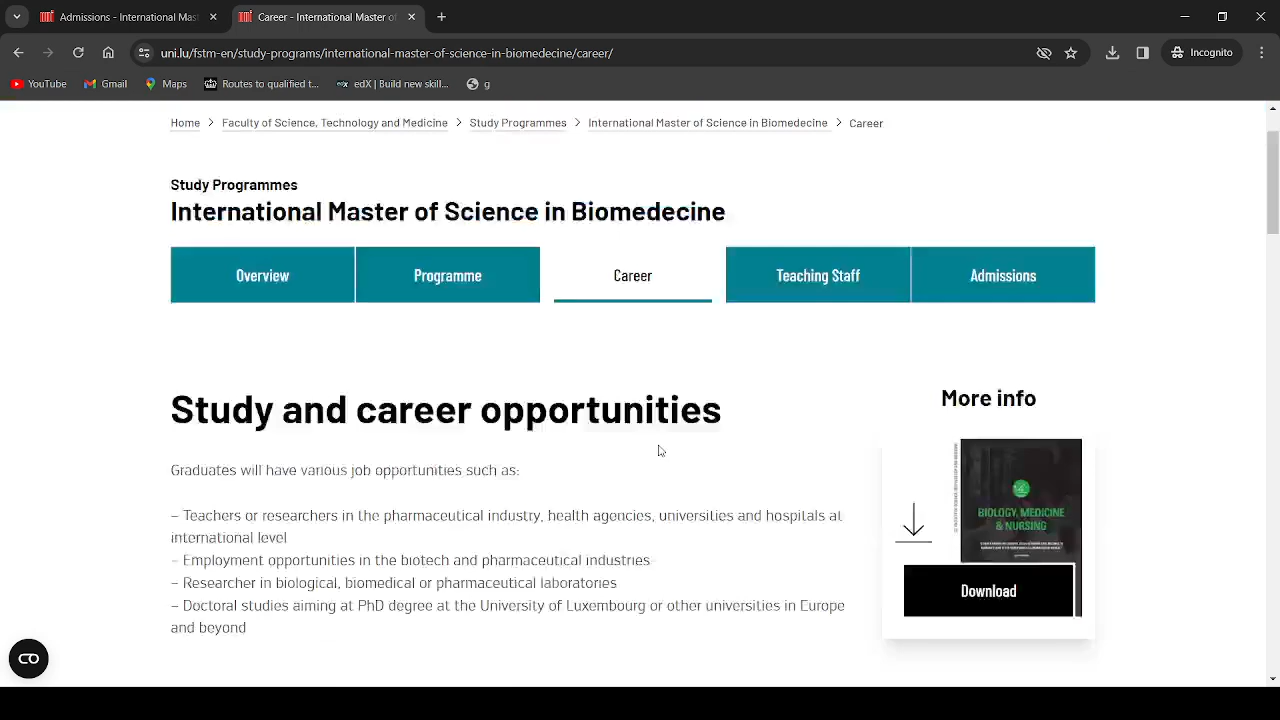 Admissions - International Mast
Career - International Master of
uni.lu/fstm-en/study-programs/international-master-of-science-in-biomedecine/career/
Incognito
YouTube
Gmail
Maps
Routes to qualified t...
edX | Build new skil...
g
Home > Faculty of Science, Technology and Medicine > Study Programmes > International Master of Science in Biomedecine > Career
Study Programmes
International Master of Science in Biomedecine
Overview
Programme
Career
Teaching Staff
Admissions
Study and career opportunities
Graduates will have various job opportunities such as:
– Teachers or researchers in the pharmaceutical industry, health agencies, universities and hospitals at
international level
– Employment opportunities in the biotech and pharmaceutical industries
– Researcher in biological, biomedical or pharmaceutical laboratories
– Doctoral studies aiming at PhD degree at the University of Luxembourg or other universities in Europe
and beyond
More info
BIOLOGY, MEDICINE
& NURSING
Download